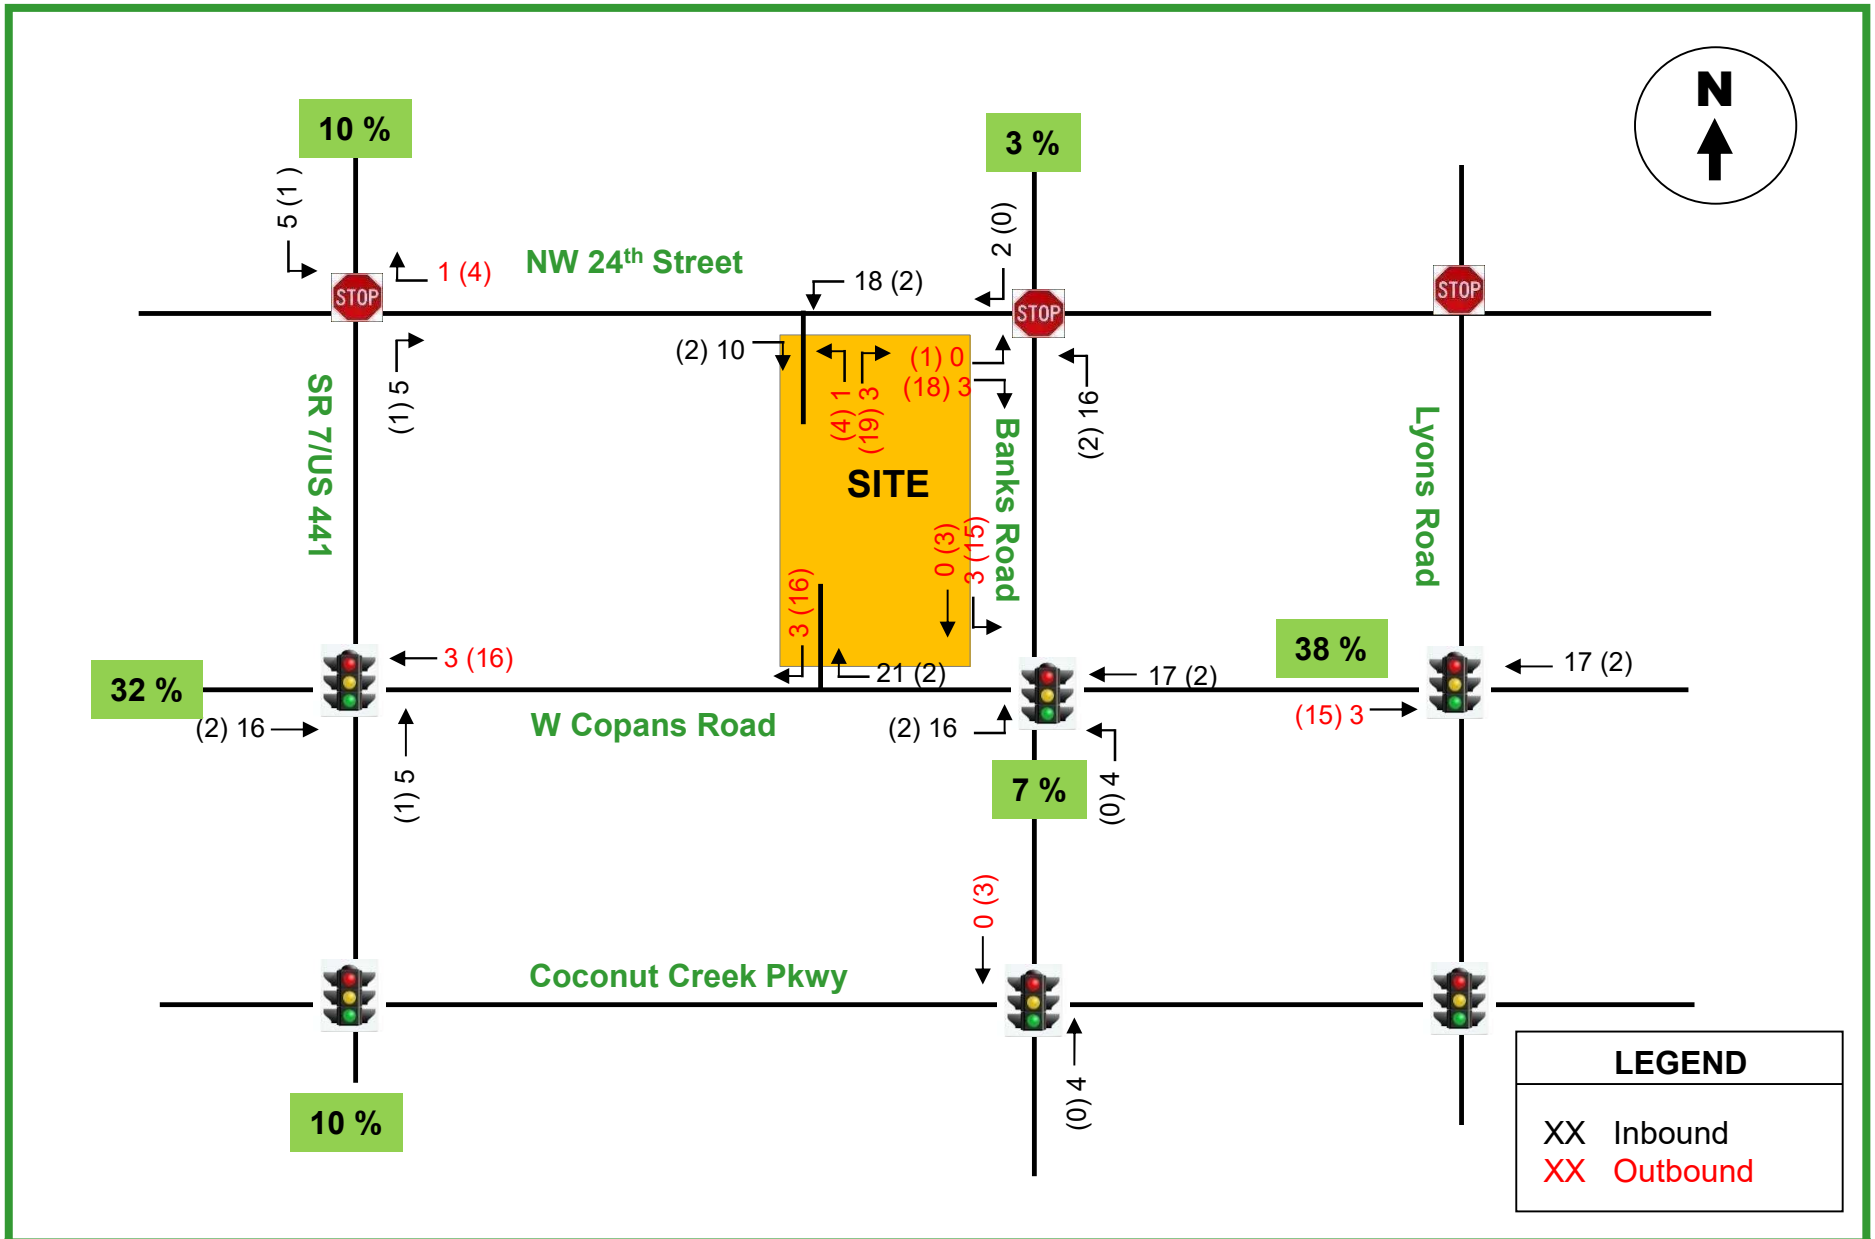 N
10 %
3 %
5 (1 )
2 (0)
NW 24th Street
1 (4)
18 (2)
STOP
STOP
STOP
(2) 10
(1) 0
(18) 3
(1) 5
(4) 1
(19) 3
(2) 16
SR 7/US 441
SITE
Banks Road
Lyons Road
0 (3)
3 (15)
3 (16)
3 (16)
38 %
32 %
21 (2)
17 (2)
17 (2)
(2) 16
W Copans Road
(2) 16
(15) 3
(1) 5
7 %
(0) 4
0 (3)
Coconut Creek Pkwy
(0) 4
10 %
LEGEND
XX Inbound
XX Outbound